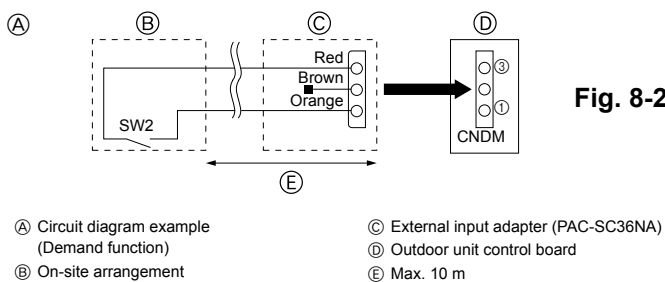 Ⓐ Ⓑ Ⓒ Ⓓ
Red
Brown
Orange
SW2
③
①
CNDM
Fig. 8-2
Ⓔ
Ⓐ Circuit diagram example
(Demand function)
Ⓑ On-site arrangement
Ⓒ External input adapter (PAC-SC36NA)
Ⓓ Outdoor unit control board
Ⓔ Max. 10 m